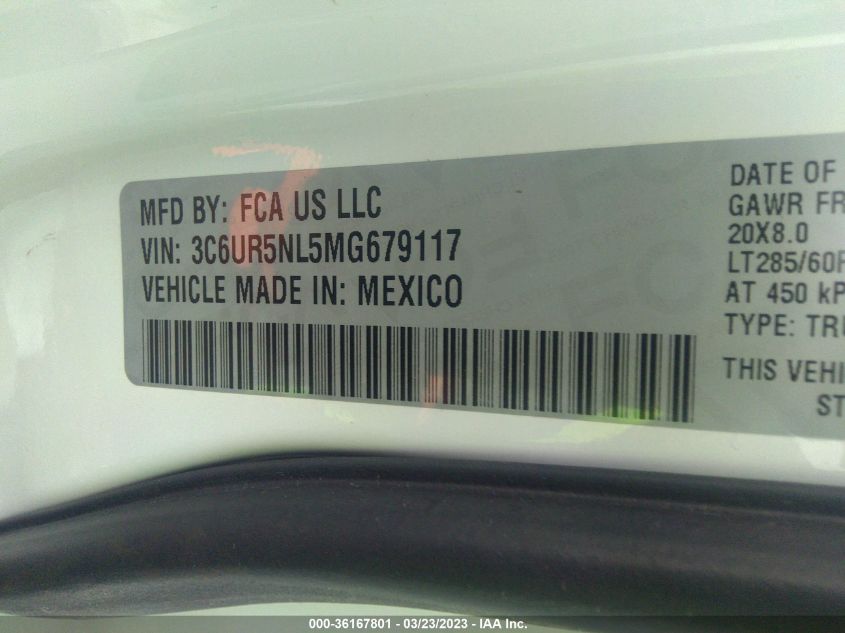 MFD BY: FCA US LLC
VIN: 3C6UR5NL5MG679117
VEHICLE MADE IN: MEXICO
DATE OF
GAWR FR
20X8.0
LT285/60R
AT 450 kP
TYPE: TRU
THIS VEHI
ST
000-36167801 - 03/23/2023 - IAA Inc.